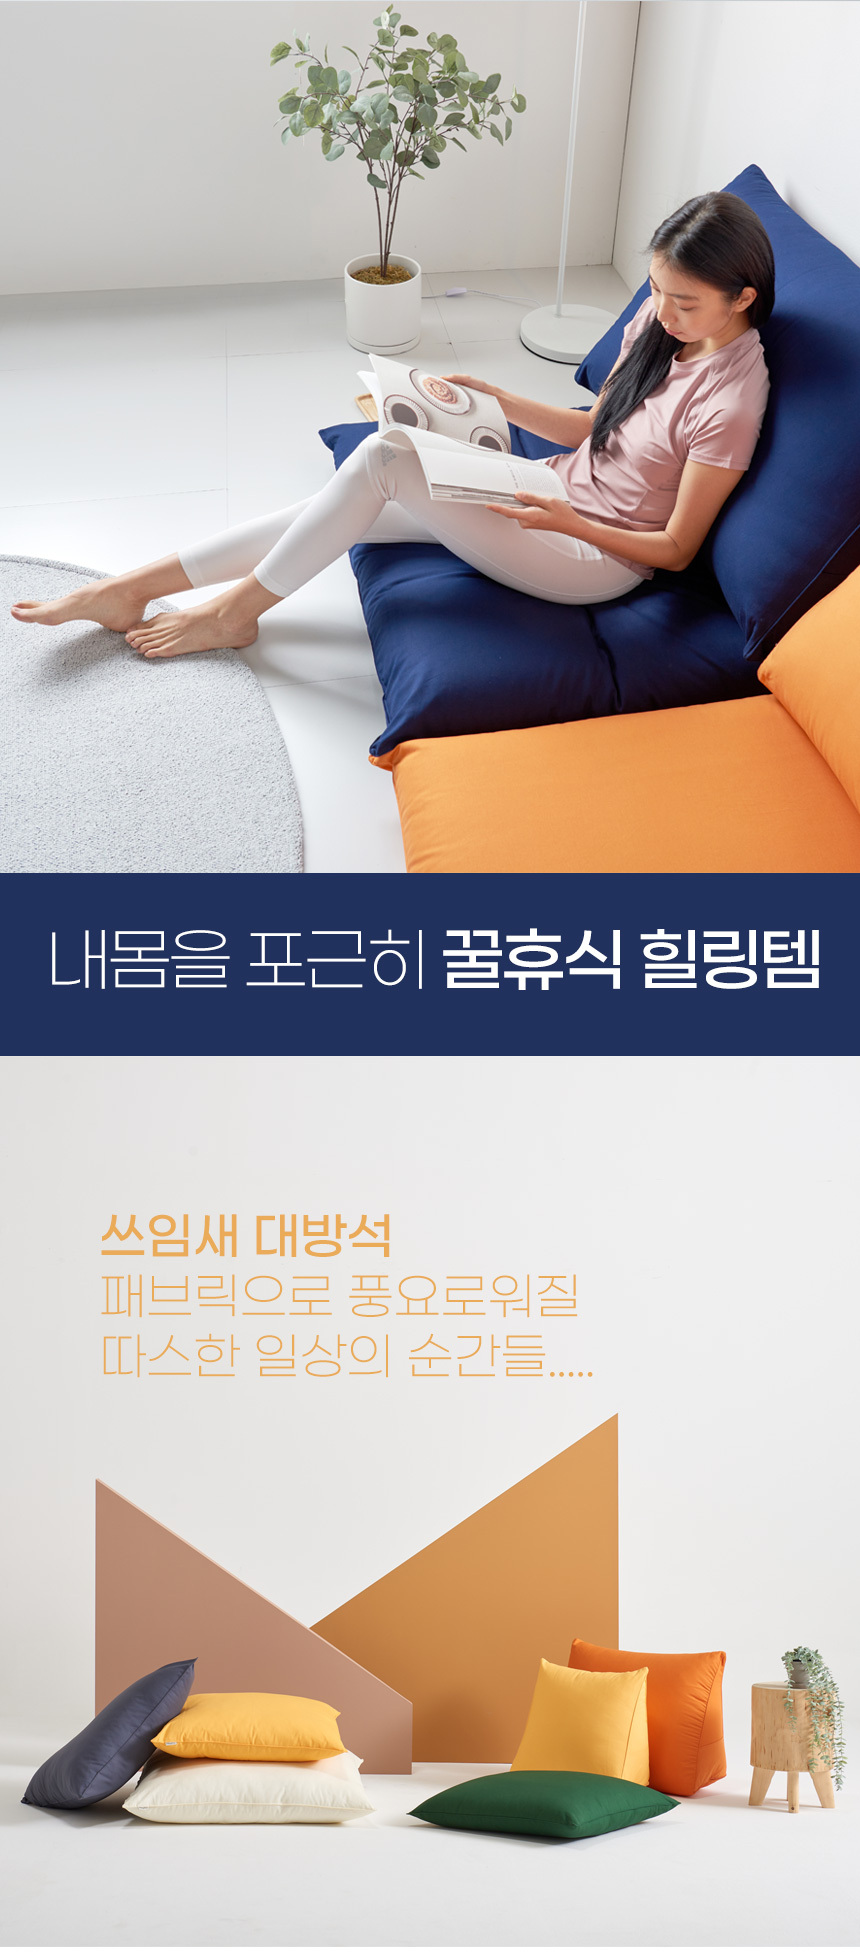 내몸을 포근히 꿀휴식 힐링템
쓰임새 대방석
패브릭으로 풍요로워질
따스한 일상의 순간들.....